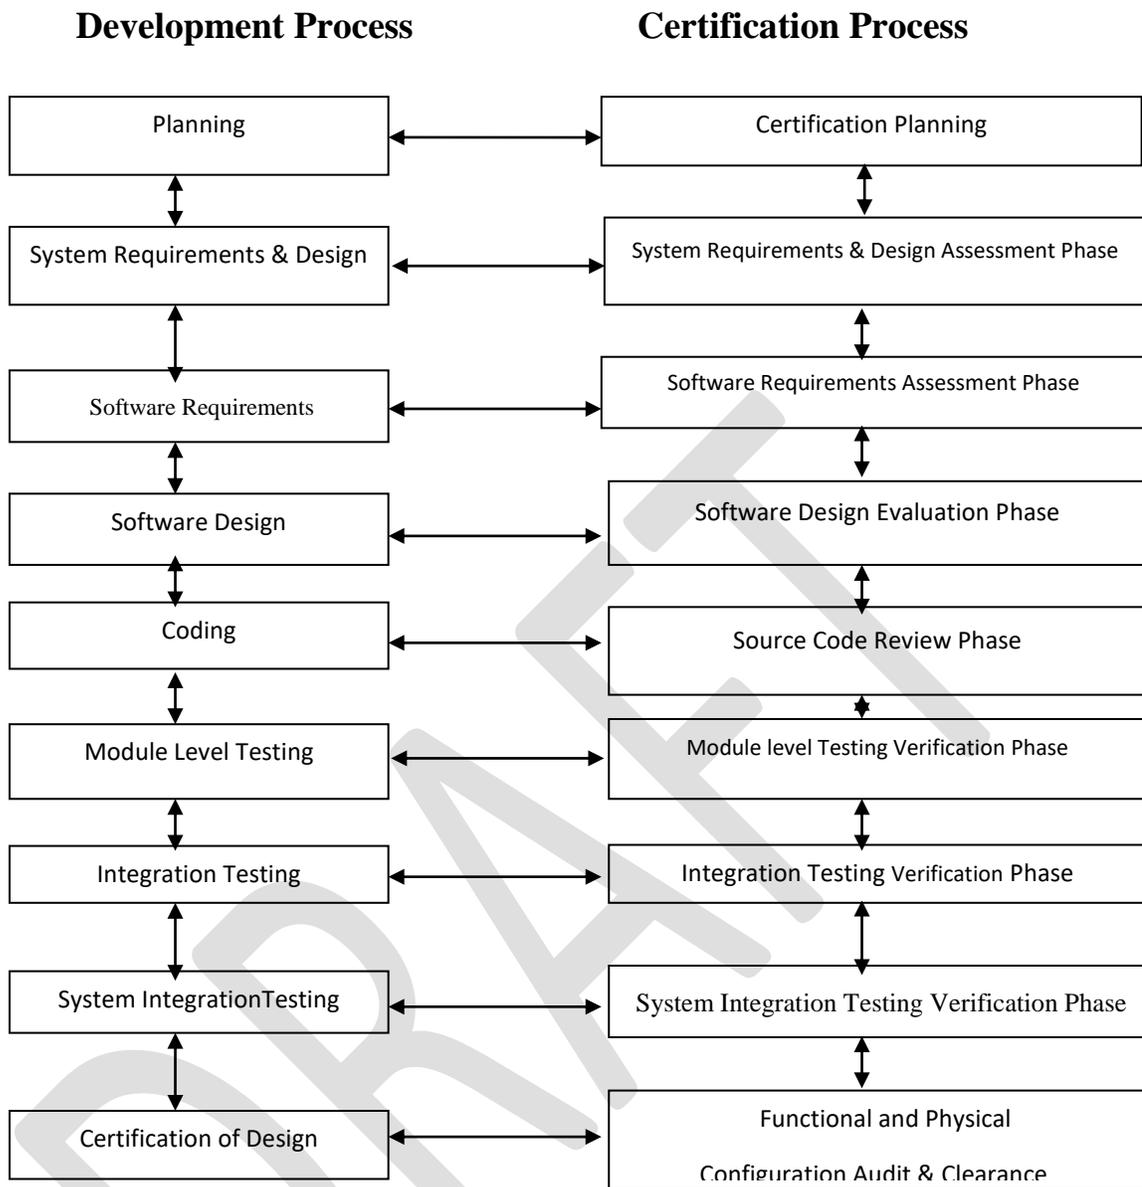 Development Process
Certification Process
Planning
Certification Planning
System Requirements & Design
System Requirements & Design Assessment Phase
Software Requirements
Software Requirements Assessment Phase
Software Design
Software Design Evaluation Phase
Coding
Source Code Review Phase
Module Level Testing
Module level Testing Verification Phase
Integration Testing
Integration Testing Verification Phase
System IntegrationTesting
System Integration Testing Verification Phase
Certification of Design
Functional and Physical
Configuration Audit & Clearance
DRAFT